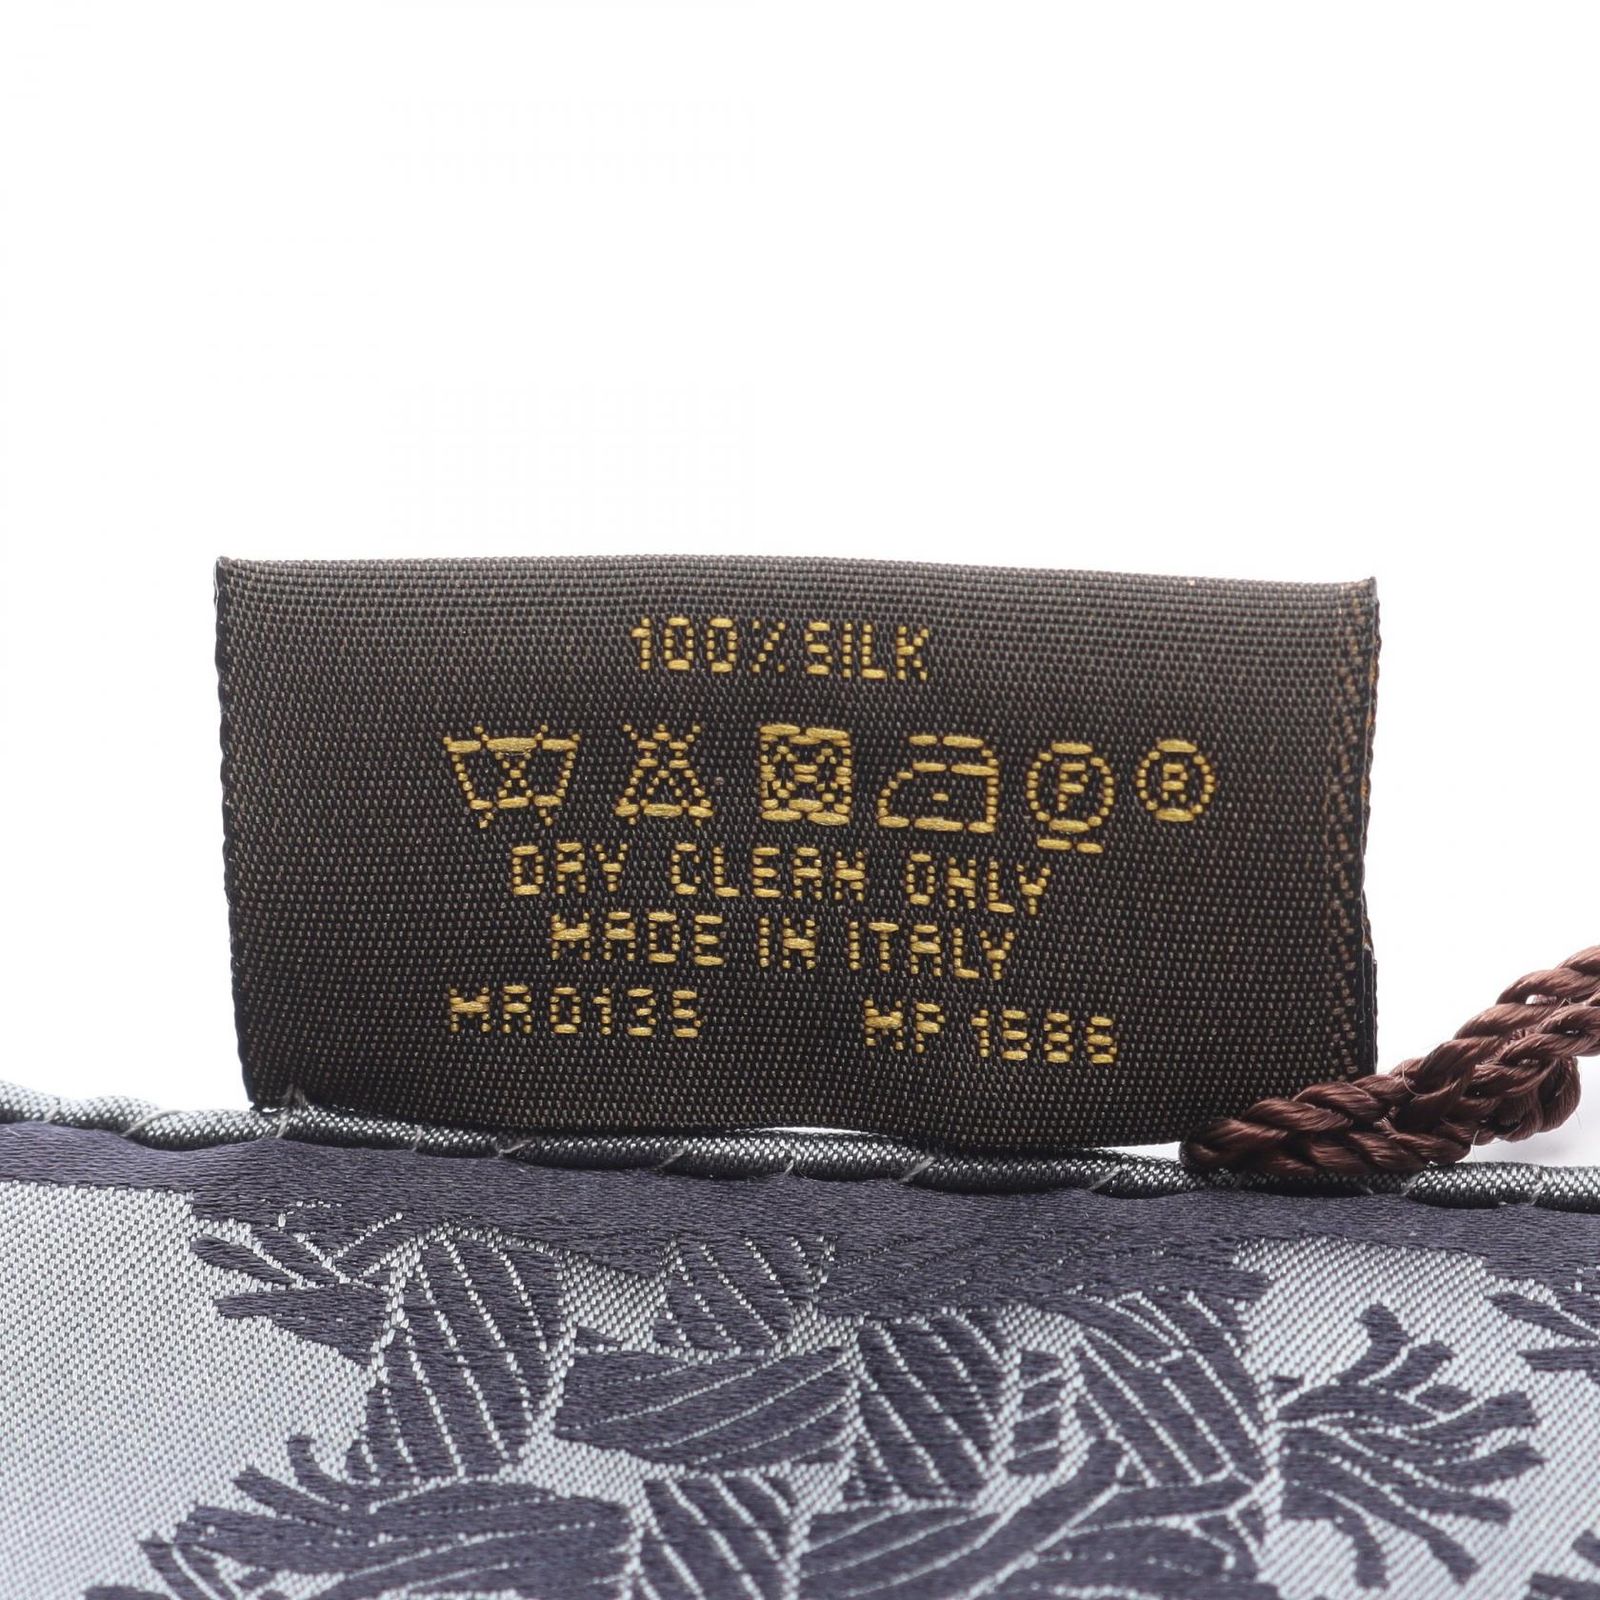 100% SILK
P R
DRY CLEAN ONLY
MADE IN ITALY
MR0135 MP1886